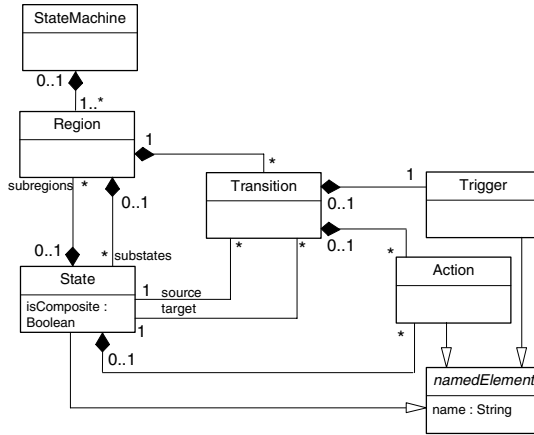 StateMachine
0..1
1..*
Region
1
subregions
*
0..1
*
Transition
0..1
1
Trigger
0..1
0..1
*
substates
*
*
*
State
Action
isComposite :
Boolean
1
source
target
1
*
0..1
namedElement
name : String